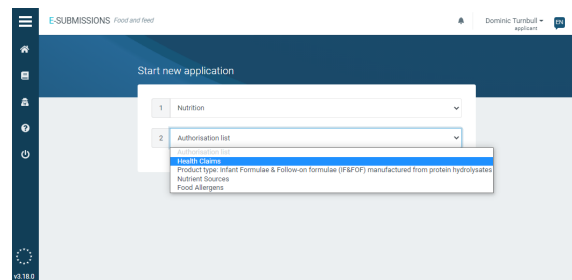 E-SUBMISSIONS Food and feed
Dominic Turnbull
applicant
EN
Start new application
1 Nutrition
2 Authorisation list
Authorisation list
Health Claims
Product type: Infant Formulae & Follow-on formulae (IF&FOF) manufactured from protein hydrolysates
Nutrient Sources
Food Allergens
v3.18.0